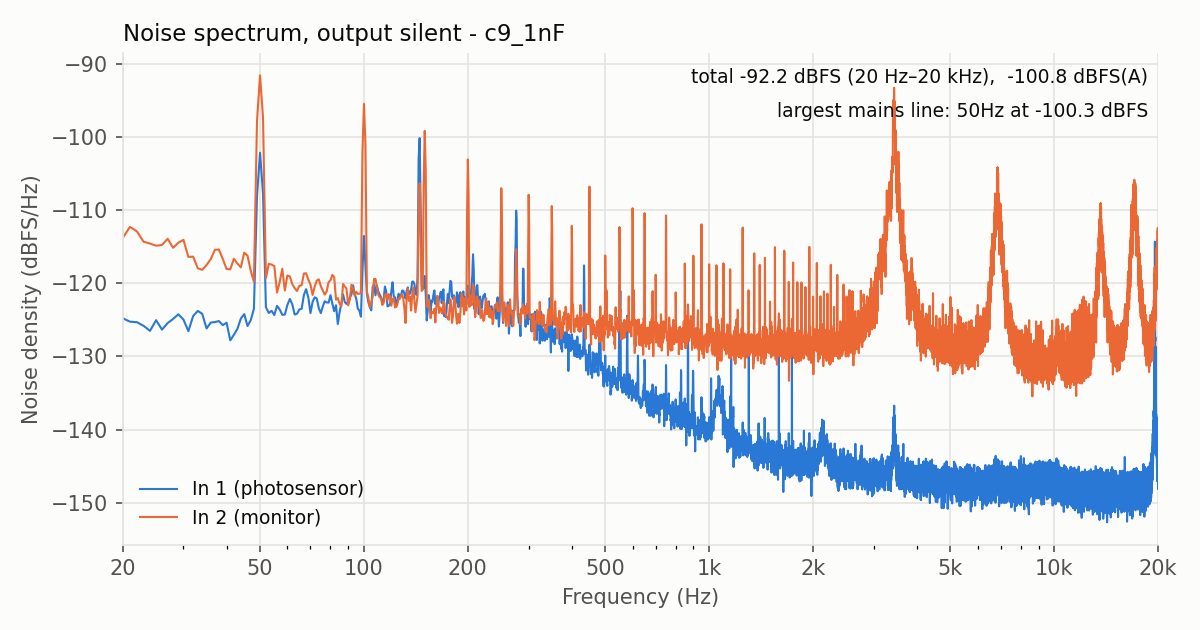 Noise spectrum, output silent - c9_1nF
total -92.2 dBFS (20 Hz–20 kHz),  -100.8 dBFS(A)
largest mains line: 50Hz at -100.3 dBFS
Noise density (dBFS/Hz)
−90
−100
−110
−120
−130
−140
−150
In 1 (photosensor)
In 2 (monitor)
20
50
100
200
500
1k
2k
5k
10k
20k
Frequency (Hz)